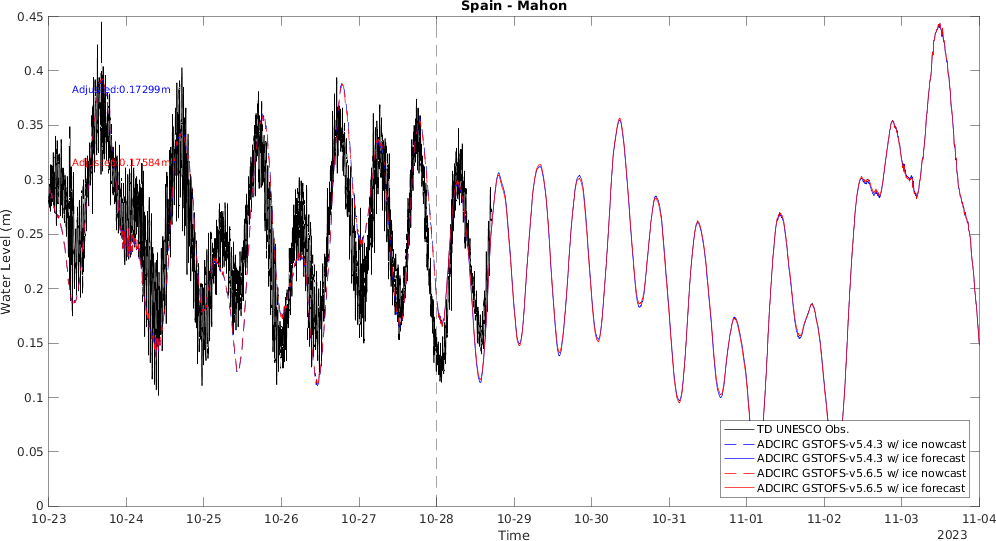 Spain - Mahon
Water Level (m)
0.45
0.4
0.35
0.3
0.25
0.2
0.15
0.1
0.05
0
Adjusted:0.17299m
Adjusted:0.17584m
TD UNESCO Obs.
ADCIRC GSTOFS-v5.4.3 w/ ice nowcast
ADCIRC GSTOFS-v5.4.3 w/ ice forecast
ADCIRC GSTOFS-v5.6.5 w/ ice nowcast
ADCIRC GSTOFS-v5.6.5 w/ ice forecast
10-23 10-24 10-25 10-26 10-27 10-28 10-29 10-30 10-31 11-01 11-02 11-03 11-04
Time
2023